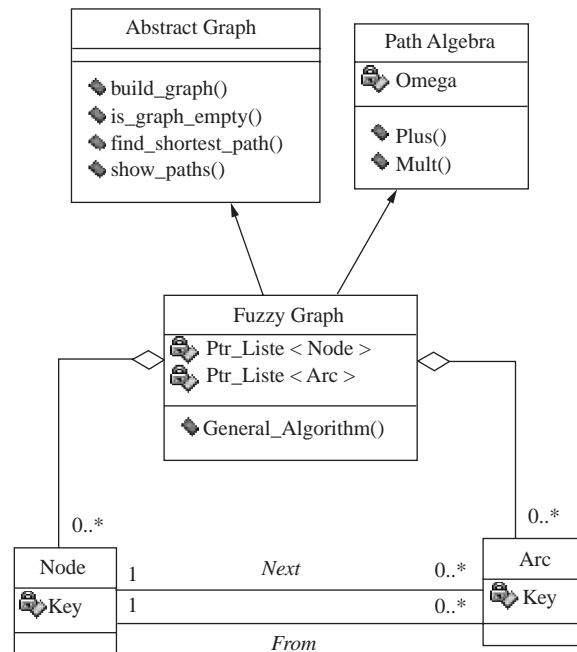 Abstract Graph
build_graph()
is_graph_empty()
find_shortest_path()
show_paths()
Path Algebra
Omega
Plus()
Mult()
Fuzzy Graph
Ptr_Liste < Node >
Ptr_Liste < Arc >
General_Algorithm()
0..*
0..*
Node
Key
1
Next
0..*
1
0..*
From
Arc
Key